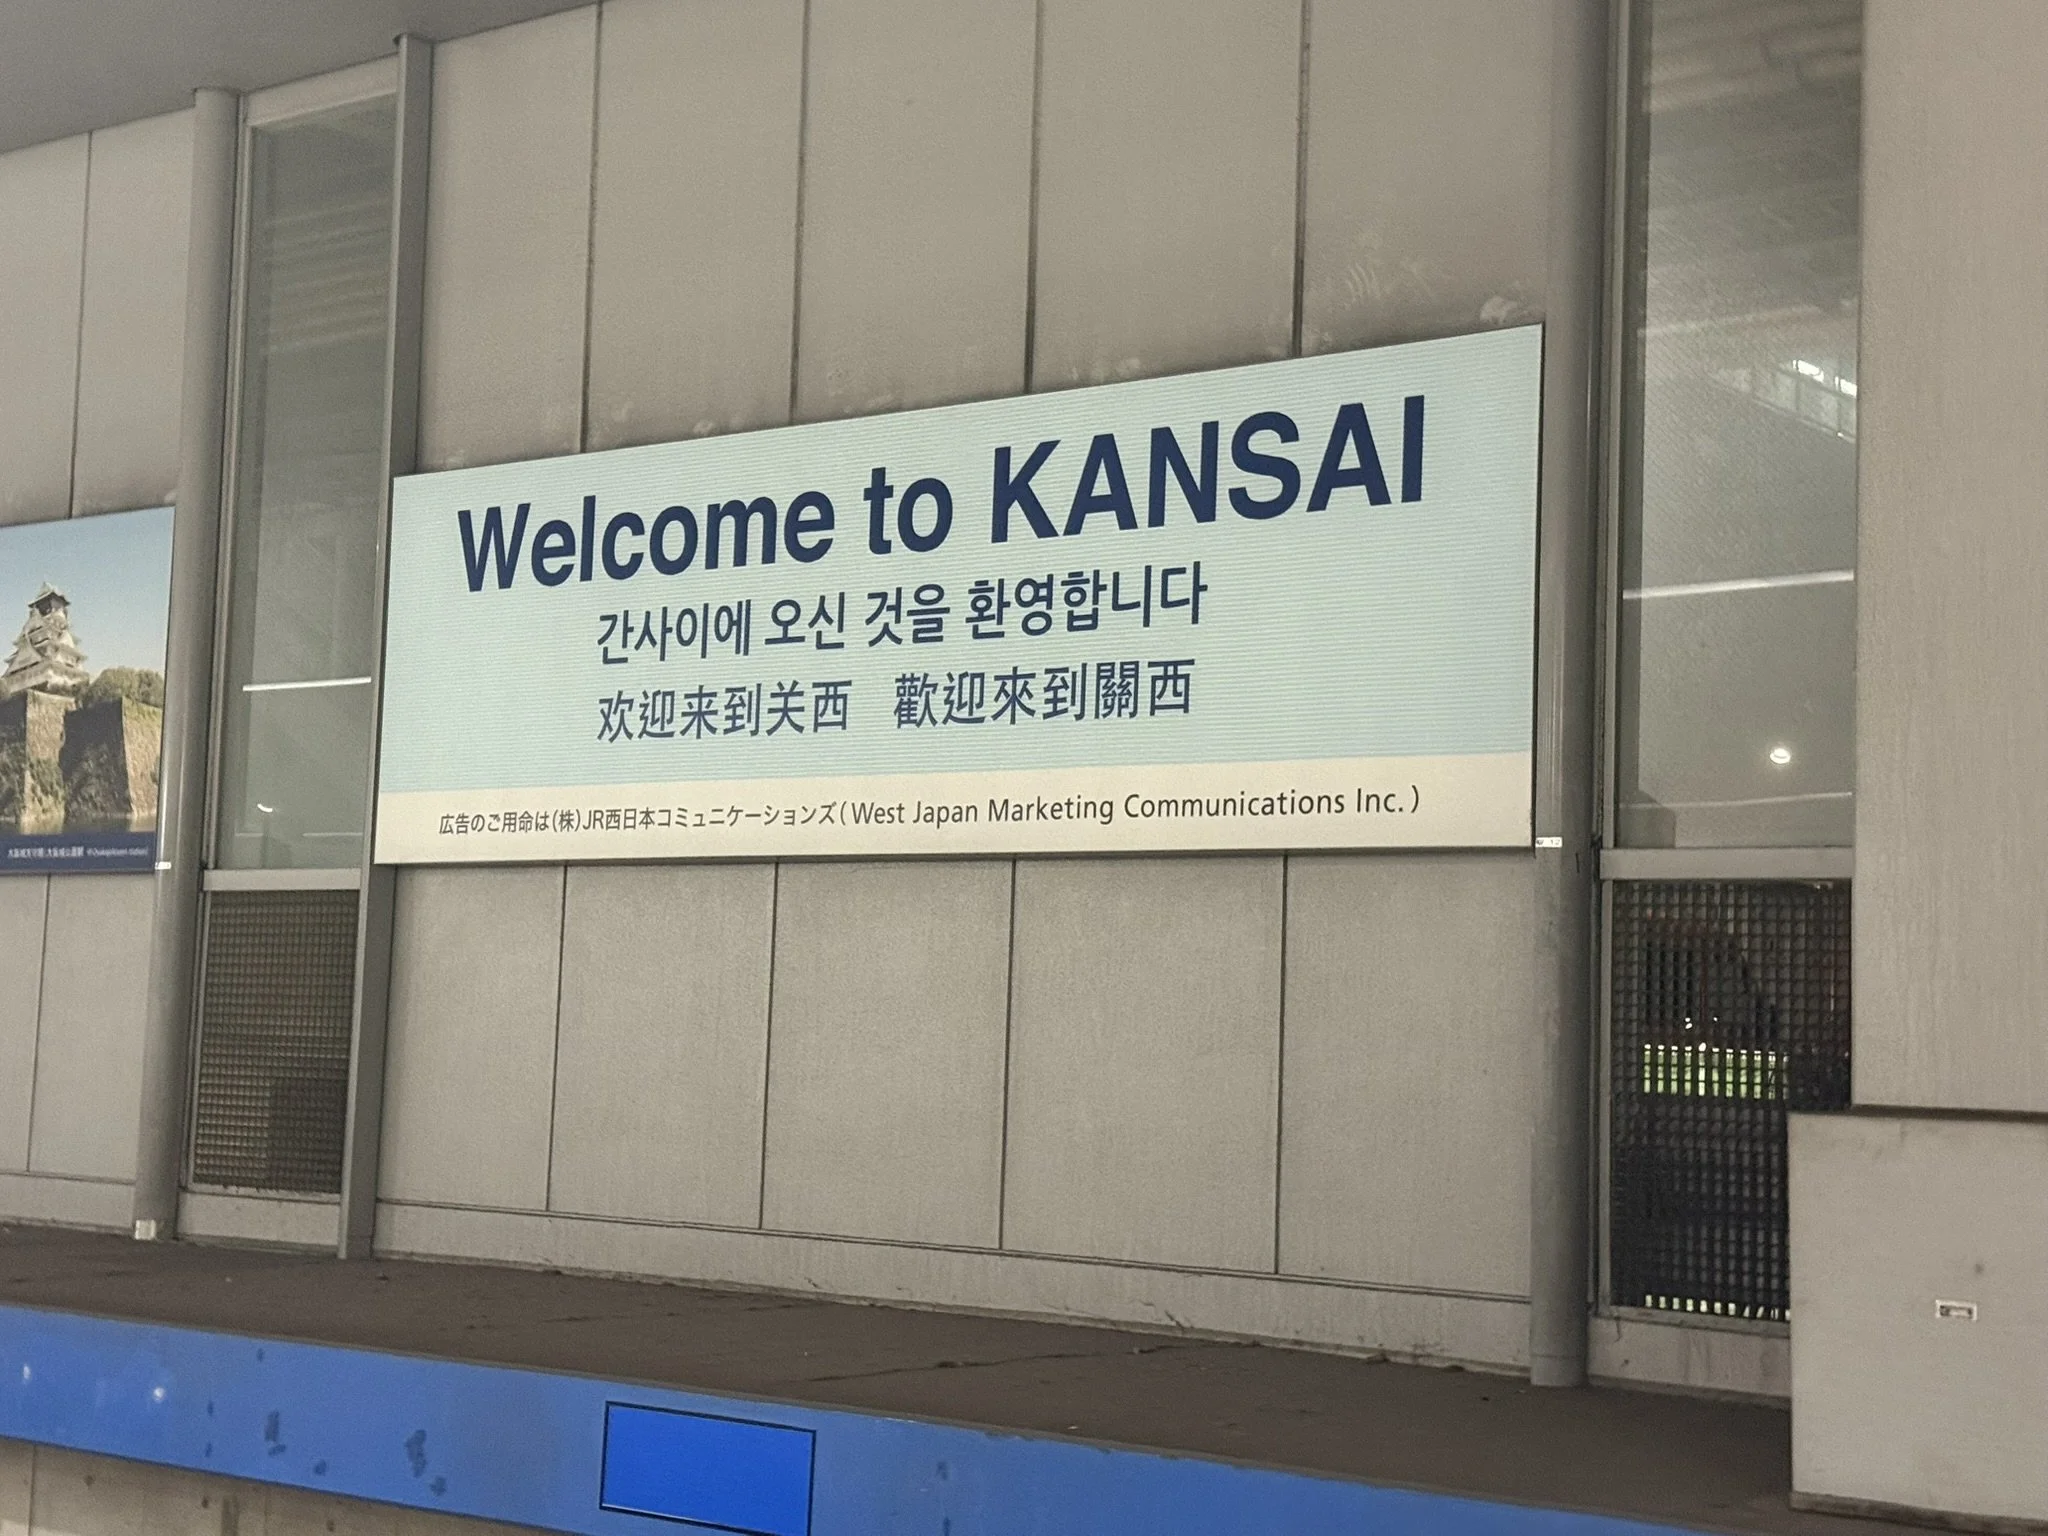 Welcome to KANSAI
간사이에 오신 것을 환영합니다
欢迎来到关西 歡迎來到關西
広告のご用命は(株)JR西日本コミュニケーションズ(West Japan Marketing Communications Inc.)